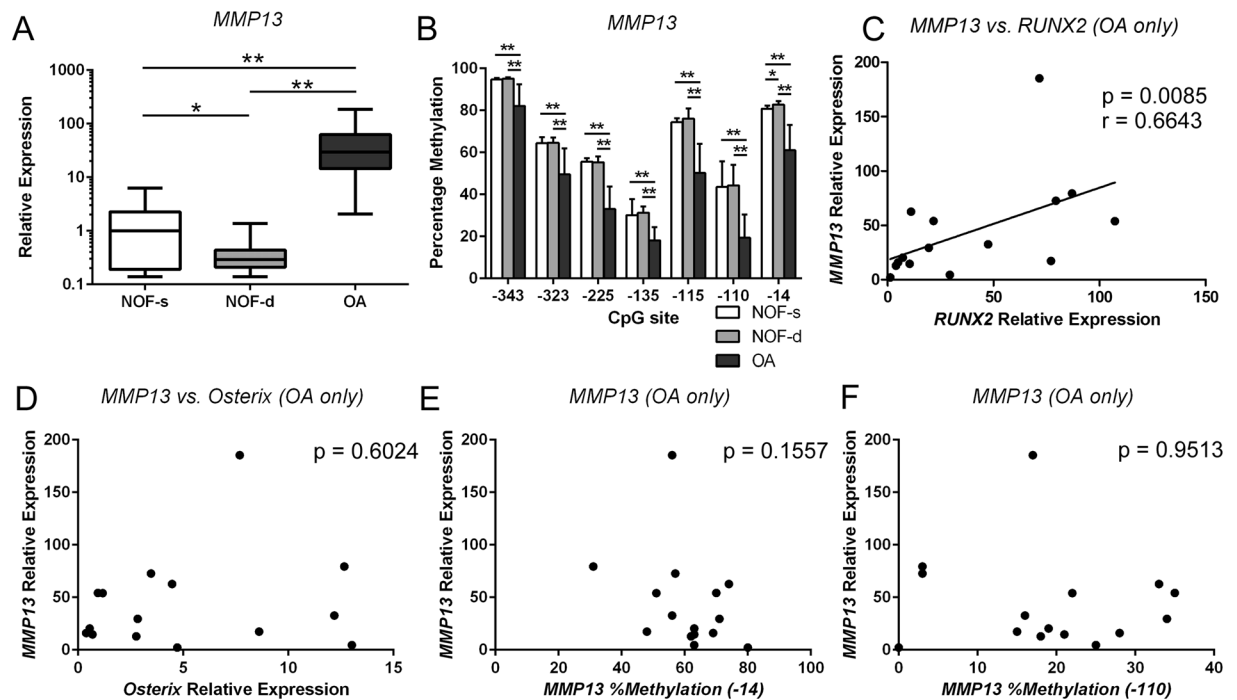 A
MMP13
Relative Expression
1000
100
10
1
0.1
**
**
*
NOF-s
NOF-d
OA
B
MMP13
Percentage Methylation
100
80
60
40
20
0
**
**
**
**
**
**
**
**
**
**
**
**
**
*
**
-343
-323
-225
-135
-115
-110
-14
CpG site
NOF-s
NOF-d
OA
C
MMP13 vs. RUNX2 (OA only)
MMP13 Relative Expression
200
150
100
50
0
p = 0.0085
r = 0.6643
0
50
100
150
RUNX2 Relative Expression
D
MMP13 vs. Osterix (OA only)
MMP13 Relative Expression
200
150
100
50
0
p = 0.6024
0
5
10
15
Osterix Relative Expression
E
MMP13 (OA only)
MMP13 Relative Expression
200
150
100
50
0
p = 0.1557
0
20
40
60
80
100
MMP13 %Methylation (-14)
F
MMP13 (OA only)
MMP13 Relative Expression
200
150
100
50
0
p = 0.9513
0
10
20
30
40
MMP13 %Methylation (-110)